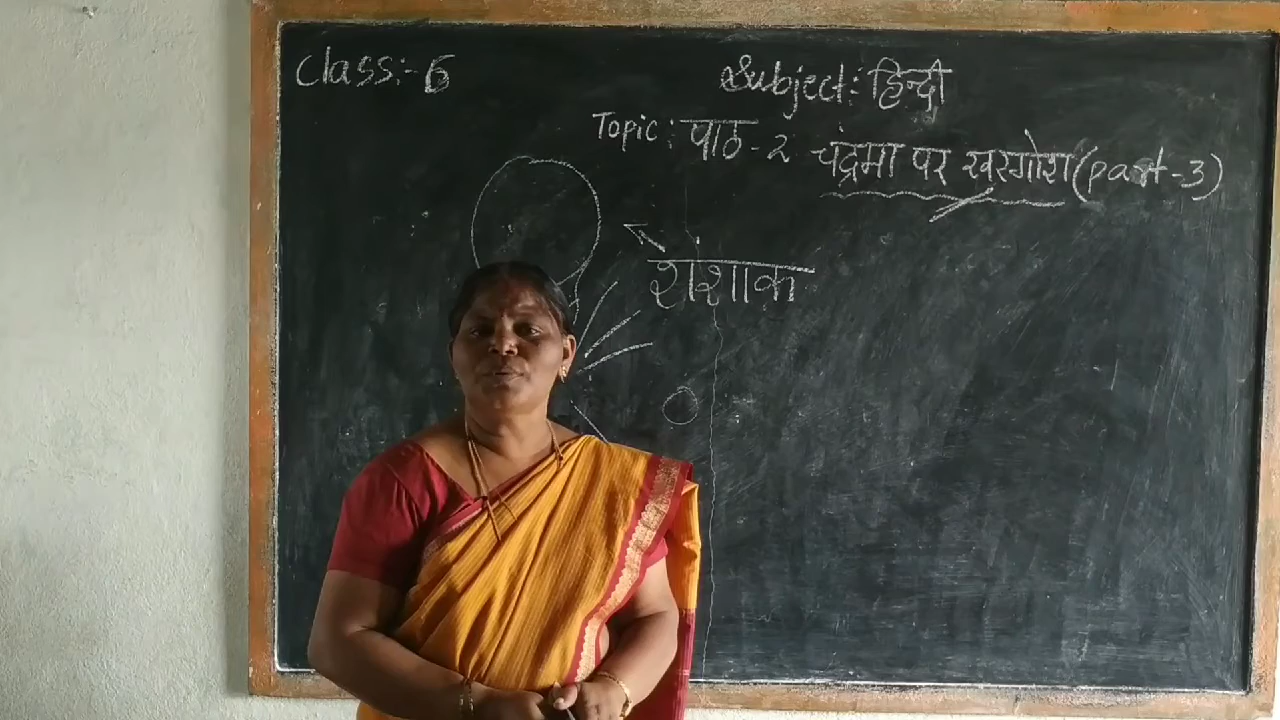 Class:- 6
Subject: हिन्दी
Topic: पाठ - 2 चंद्रमा पर खरगोश (part-3)
शशांक